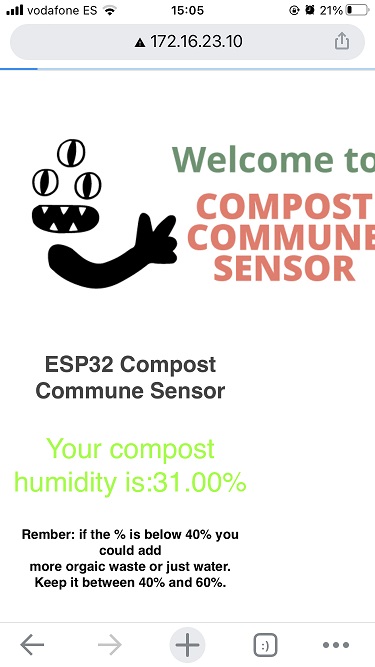 vodafone ES 15:05 21%
172.16.23.10
Welcome to
COMPOST
COMMUNE
SENSOR
ESP32 Compost
Commune Sensor
Your compost
humidity is:31.00%
Rember: if the % is below 40% you
could add
more orgaic waste or just water.
Keep it between 40% and 60%.
:)